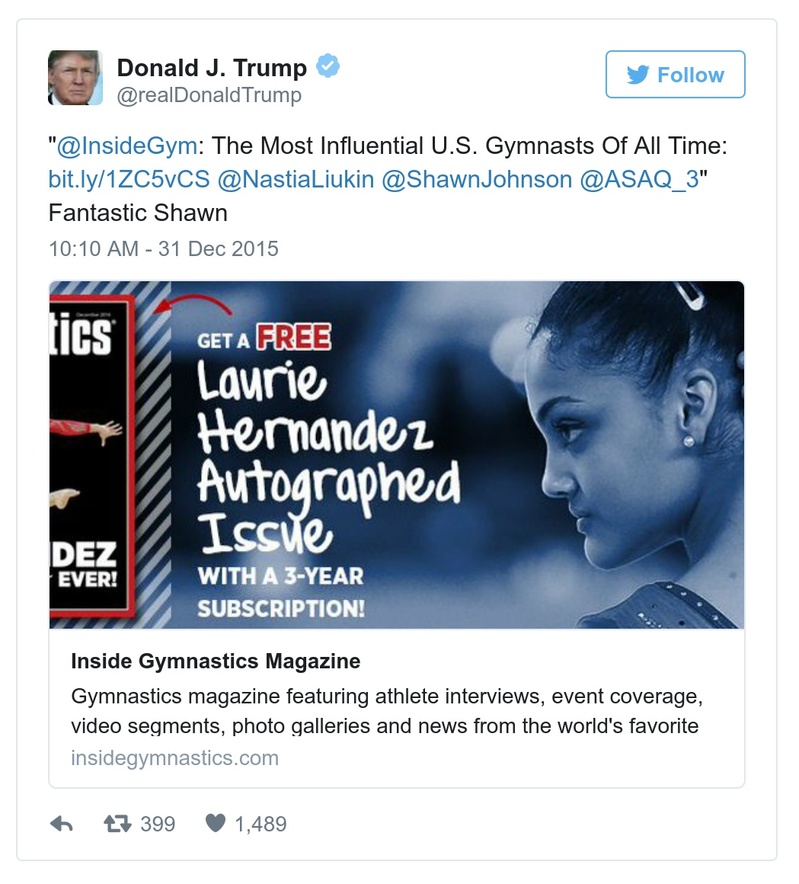 Donald J. Trump
@realDonaldTrump
Follow
"@InsideGym: The Most Influential U.S. Gymnasts Of All Time:
bit.ly/1ZC5vCS @NastiaLiukin @ShawnJohnson @ASAQ_3"
Fantastic Shawn
10:10 AM - 31 Dec 2015
tics
GET A FREE
Laurie
Hernandez
Autographed
Issue
WITH A 3-YEAR
SUBSCRIPTION!
DEZ
EVER!
Inside Gymnastics Magazine
Gymnastics magazine featuring athlete interviews, event coverage,
video segments, photo galleries and news from the world's favorite
insidegymnastics.com
399
1,489